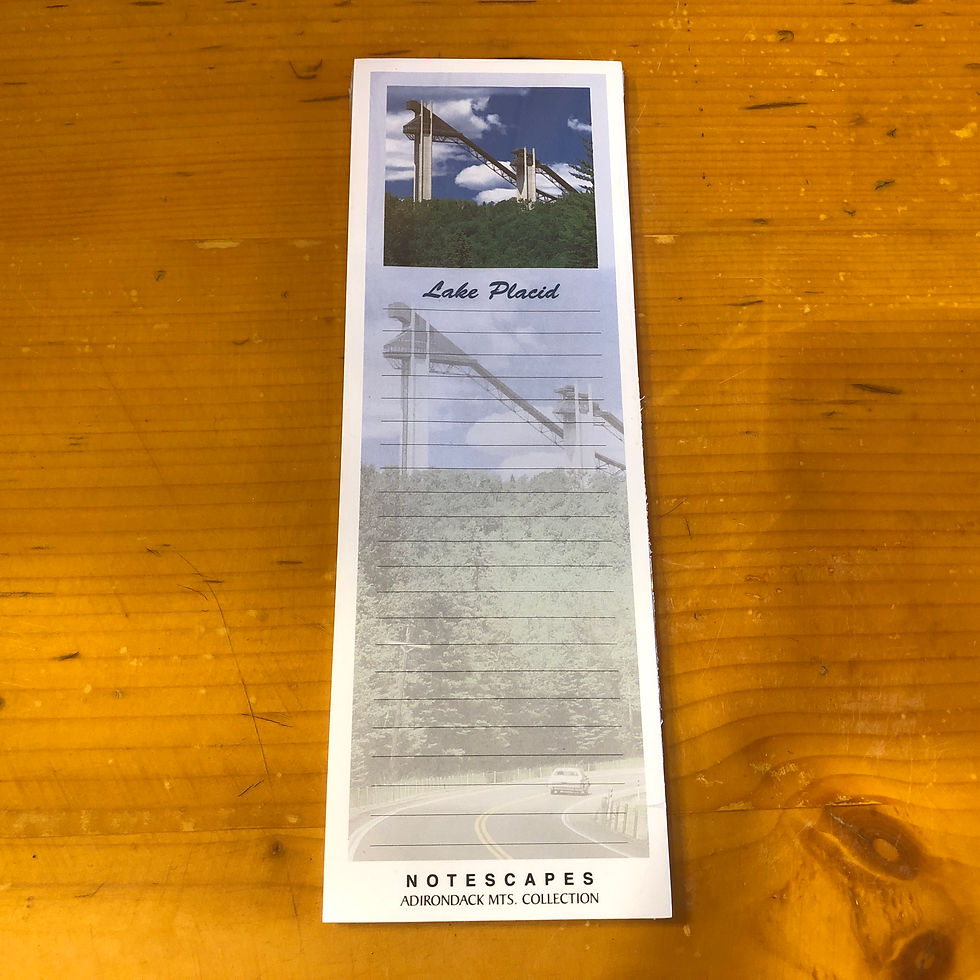 Lake Placid
NOTESCAPES
ADIRONDACK MTS. COLLECTION